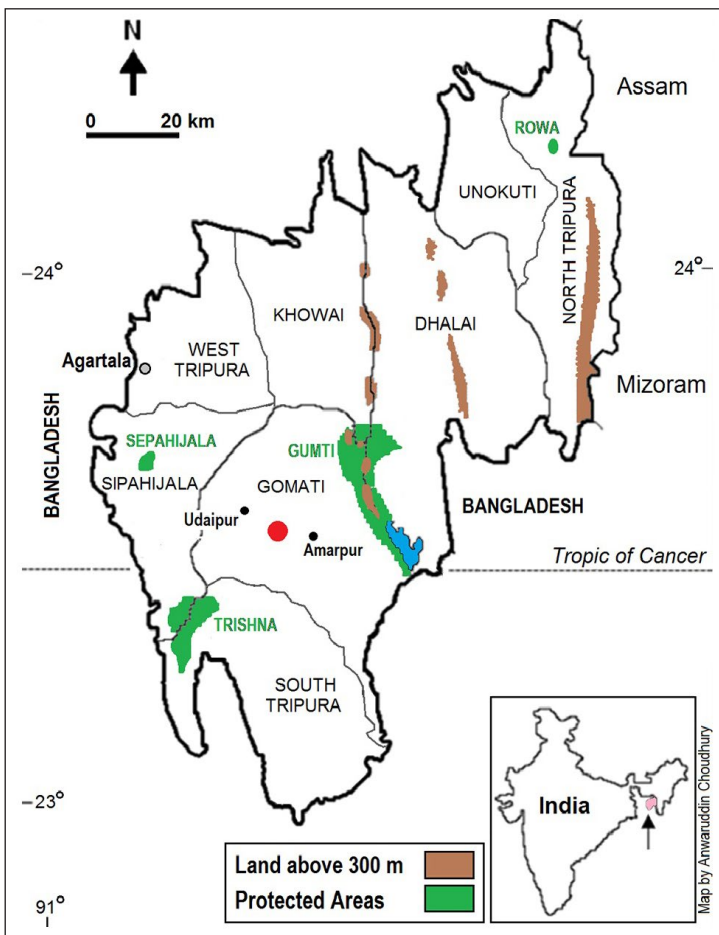 N
0 20 km
Assam
ROWA
UNOKUTI
NORTH TRIPURA
24°
24°
KHOWAI
DHALAI
WEST
TRIPURA
Agartala
Mizoram
BANGLADESH
SEPAHIJALA
SIPAHIJALA
GUMTI
GOMATI
Udaipur
Amarpur
BANGLADESH
Tropic of Cancer
TRISHNA
SOUTH
TRIPURA
23°
91°
India
Land above 300 m
Protected Areas
Map by Anwaruddin Choudhury